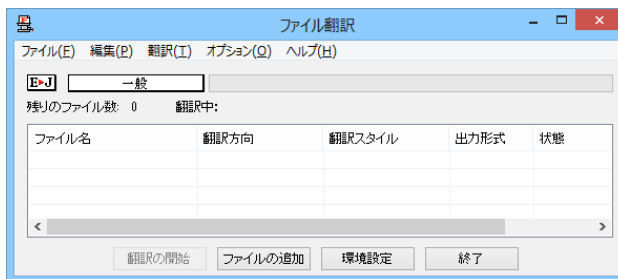 ファイル翻訳
ファイル(F) 編集(P) 翻訳(T) オプション(O) ヘルプ(H)
E▸J 一般
残りのファイル数: 0 翻訳中:
ファイル名 翻訳方向 翻訳スタイル 出力形式 状態
翻訳の開始 ファイルの追加 環境設定 終了